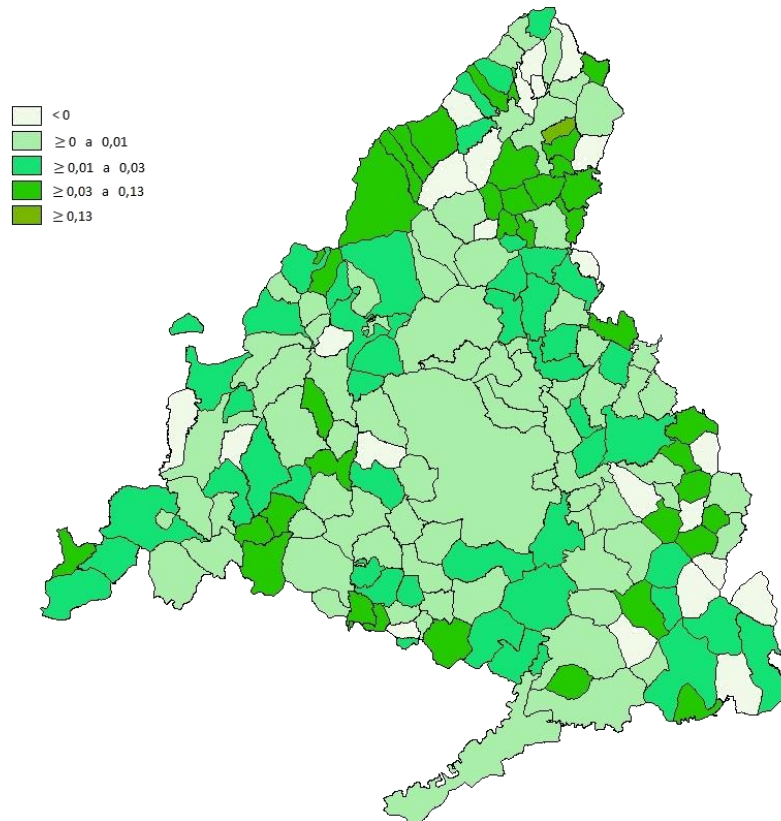 < 0
≥ 0 a 0,01
≥ 0,01 a 0,03
≥ 0,03 a 0,13
≥ 0,13